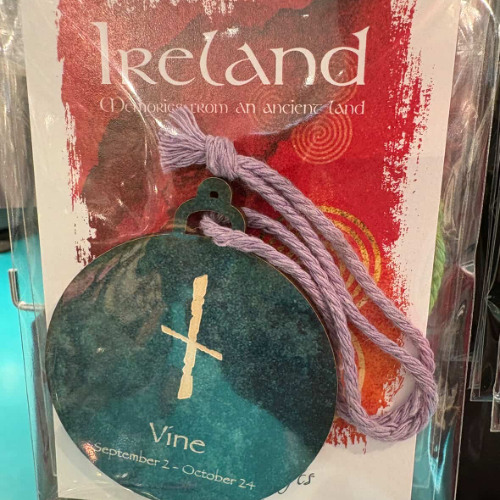 Ireland
Memories from an ancient land
Vine
September 2 - October 24